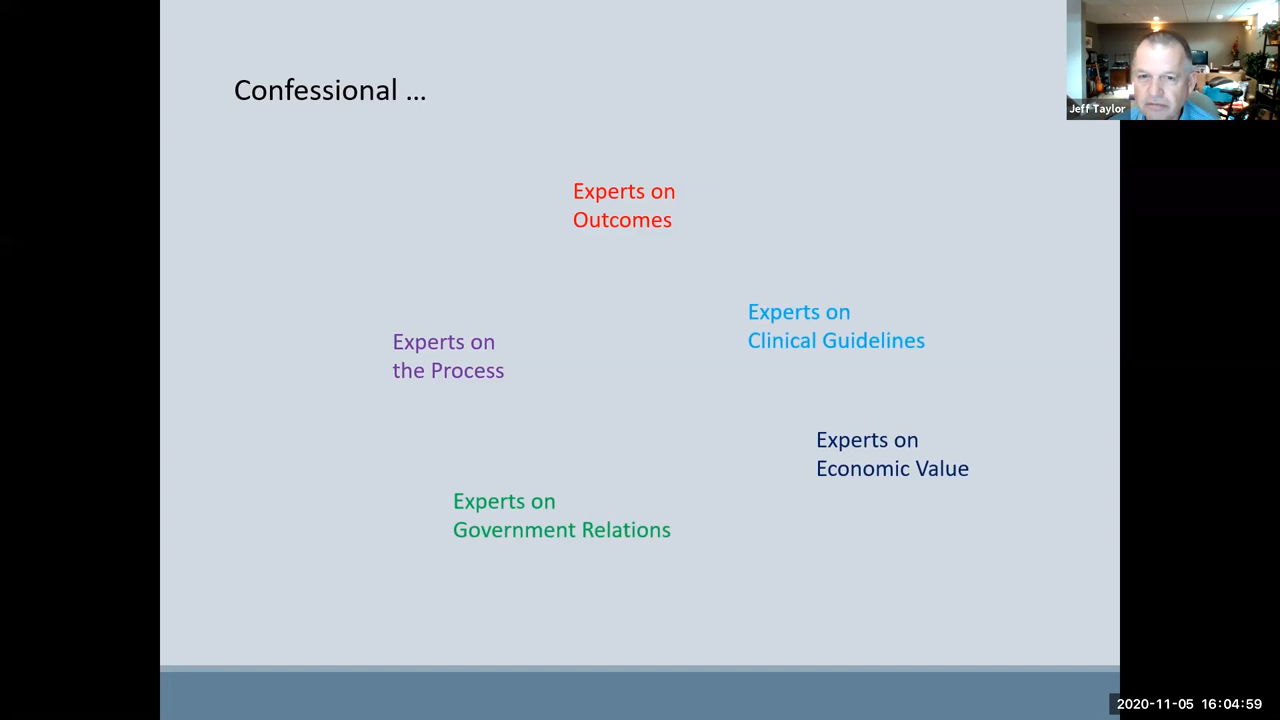 Confessional ...
Jeff Taylor
Experts on
Outcomes
Experts on
Clinical Guidelines
Experts on
the Process
Experts on
Economic Value
Experts on
Government Relations
2020-11-05 16:04:59